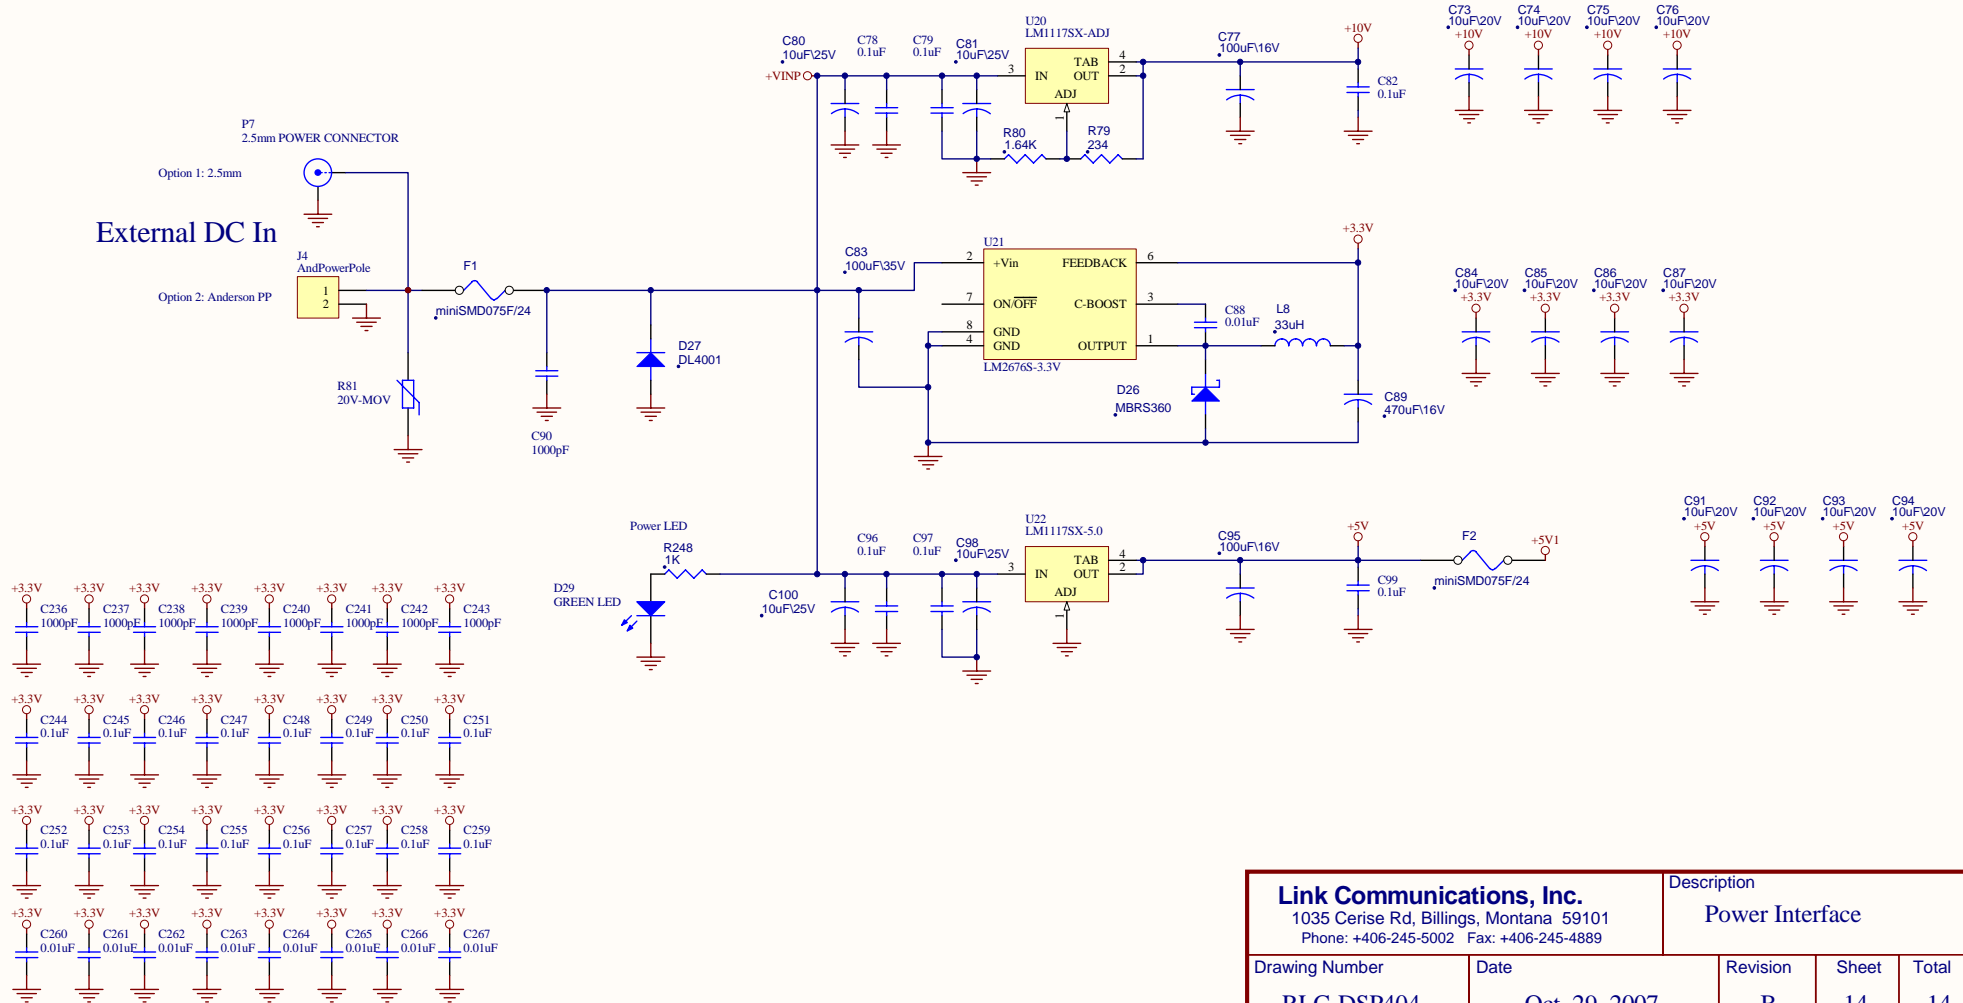 C80
10uF\25V
C78
0.1uF
C79
0.1uF
C81
10uF\25V
U20
LM1117SX-ADJ
+VINP
3
IN
TAB
OUT
ADJ
4
2
1
R80
1.64K
R79
234
C77
100uF\16V
+10V
C82
0.1uF
C73
10uF\20V
+10V
C74
10uF\20V
+10V
C75
10uF\20V
+10V
C76
10uF\20V
+10V
P7
2.5mm POWER CONNECTOR
Option 1: 2.5mm
External DC In
J4
AndPowerPole
1
2
Option 2: Anderson PP
F1
miniSMD075F/24
R81
20V-MOV
C90
1000pF
D27
DL4001
C83
100uF\35V
U21
2
+Vin
FEEDBACK
6
7
ON/OFF
C-BOOST
3
8
GND
4
GND
OUTPUT
1
LM2676S-3.3V
C88
0.01uF
L8
33uH
D26
MBRS360
+3.3V
C89
470uF\16V
C84
10uF\20V
+3.3V
C85
10uF\20V
+3.3V
C86
10uF\20V
+3.3V
C87
10uF\20V
+3.3V
Power LED
R248
1K
D29
GREEN LED
C100
10uF\25V
C96
0.1uF
C97
0.1uF
C98
10uF\25V
U22
LM1117SX-5.0
3
IN
TAB
OUT
ADJ
4
2
1
C95
100uF\16V
+5V
C99
0.1uF
F2
miniSMD075F/24
+5V1
C91
10uF\20V
+5V
C92
10uF\20V
+5V
C93
10uF\20V
+5V
C94
10uF\20V
+5V
+3.3V +3.3V +3.3V +3.3V +3.3V +3.3V +3.3V +3.3V
C236 C237 C238 C239 C240 C241 C242 C243
1000pF 1000pF 1000pF 1000pF 1000pF 1000pF 1000pF 1000pF
+3.3V +3.3V +3.3V +3.3V +3.3V +3.3V +3.3V +3.3V
C244 C245 C246 C247 C248 C249 C250 C251
0.1uF 0.1uF 0.1uF 0.1uF 0.1uF 0.1uF 0.1uF 0.1uF
+3.3V +3.3V +3.3V +3.3V +3.3V +3.3V +3.3V +3.3V
C252 C253 C254 C255 C256 C257 C258 C259
0.1uF 0.1uF 0.1uF 0.1uF 0.1uF 0.1uF 0.1uF 0.1uF
+3.3V +3.3V +3.3V +3.3V +3.3V +3.3V +3.3V +3.3V
C260 C261 C262 C263 C264 C265 C266 C267
0.01uF 0.01uF 0.01uF 0.01uF 0.01uF 0.01uF 0.01uF 0.01uF
Link Communications, Inc.
1035 Cerise Rd, Billings, Montana 59101
Phone: +406-245-5002 Fax: +406-245-4889
Description
Power Interface
Drawing Number
RLC-DSP404
Date
Oct. 29, 2007
Revision
B
Sheet
14
Total
14